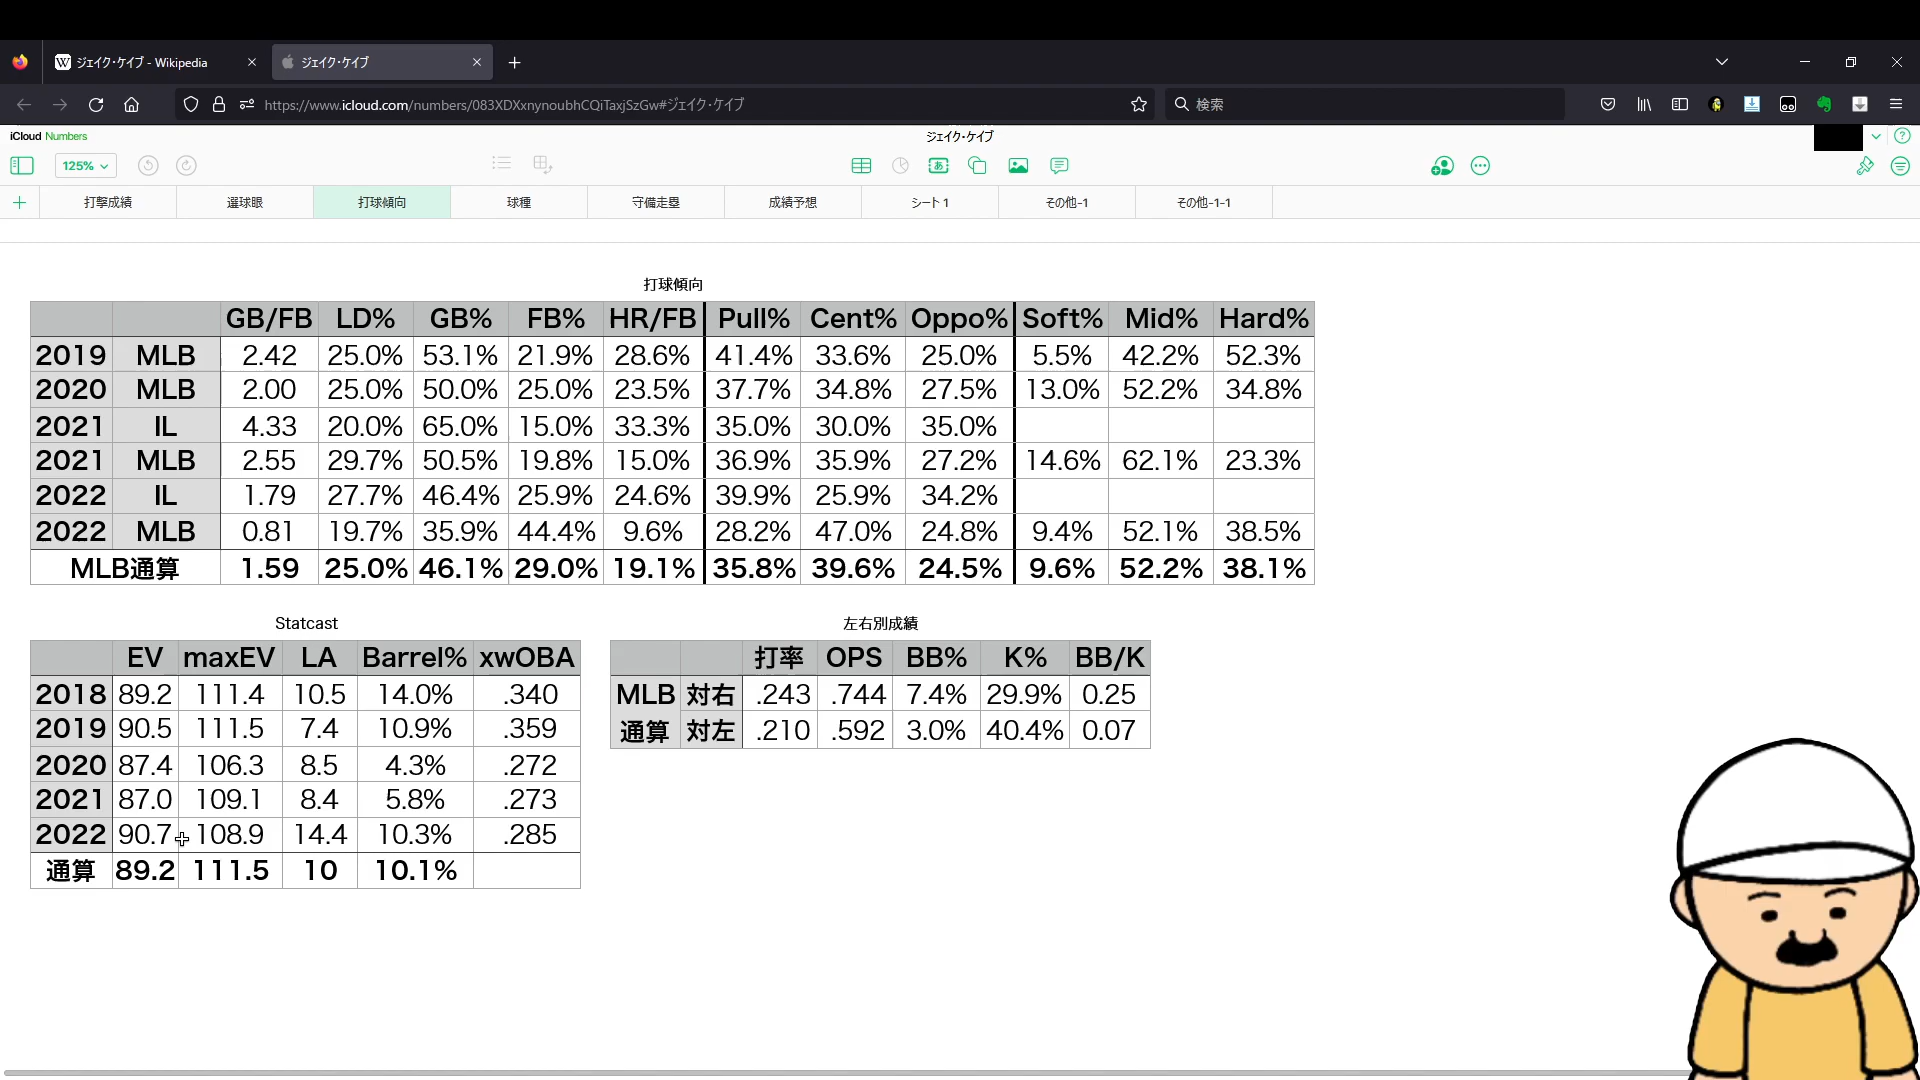 ジェイク・ケイブ - Wikipedia
ジェイク・ケイブ
https://www.icloud.com/numbers/083XDXxnynoubhCQiTaxjSzGw#ジェイク・ケイブ
検索
iCloud Numbers
ジェイク・ケイブ
125%
あ
打撃成績 選球眼 打球傾向 球種 守備走塁 成績予想 シート 1 その他-1 その他-1-1
打球傾向
GB/FB LD% GB% FB% HR/FB Pull% Cent% Oppo% Soft% Mid% Hard%
2019 MLB 2.42 25.0% 53.1% 21.9% 28.6% 41.4% 33.6% 25.0% 5.5% 42.2% 52.3%
2020 MLB 2.00 25.0% 50.0% 25.0% 23.5% 37.7% 34.8% 27.5% 13.0% 52.2% 34.8%
2021 IL 4.33 20.0% 65.0% 15.0% 33.3% 35.0% 30.0% 35.0%
2021 MLB 2.55 29.7% 50.5% 19.8% 15.0% 36.9% 35.9% 27.2% 14.6% 62.1% 23.3%
2022 IL 1.79 27.7% 46.4% 25.9% 24.6% 39.9% 25.9% 34.2%
2022 MLB 0.81 19.7% 35.9% 44.4% 9.6% 28.2% 47.0% 24.8% 9.4% 52.1% 38.5%
MLB通算 1.59 25.0% 46.1% 29.0% 19.1% 35.8% 39.6% 24.5% 9.6% 52.2% 38.1%
Statcast
EV maxEV LA Barrel% xwOBA
2018 89.2 111.4 10.5 14.0% .340
2019 90.5 111.5 7.4 10.9% .359
2020 87.4 106.3 8.5 4.3% .272
2021 87.0 109.1 8.4 5.8% .273
2022 90.7 108.9 14.4 10.3% .285
通算 89.2 111.5 10 10.1%
左右別成績
打率 OPS BB% K% BB/K
MLB 対右 .243 .744 7.4% 29.9% 0.25
通算 対左 .210 .592 3.0% 40.4% 0.07